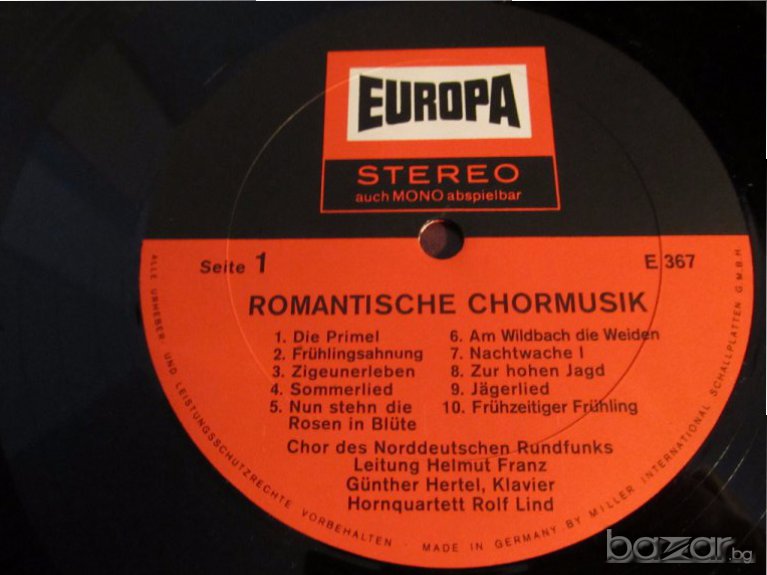 EUROPA
STEREO
auch MONO abspielbar
Seite 1
E 367
ROMANTISCHE CHORMUSIK
1. Die Primel
2. Frühlingsahnung
3. Zigeunerleben
4. Sommerlied
5. Nun stehn die
Rosen in Blüte
6. Am Wildbach die Weiden
7. Nachtwache I
8. Zur hohen Jagd
9. Jägerlied
10. Frühzeitiger Frühling
Chor des Norddeutschen Rundfunks
Leitung Helmut Franz
Günther Hertel, Klavier
Hornquartett Rolf Lind
ALLE URHEBER UND LEISTUNGSSCHUTZRECHTE VORBEHALTEN
MADE IN GERMANY BY MILLER INTERNATIONAL SCHALLPLATTEN G.M.B.H.
bazar.bg